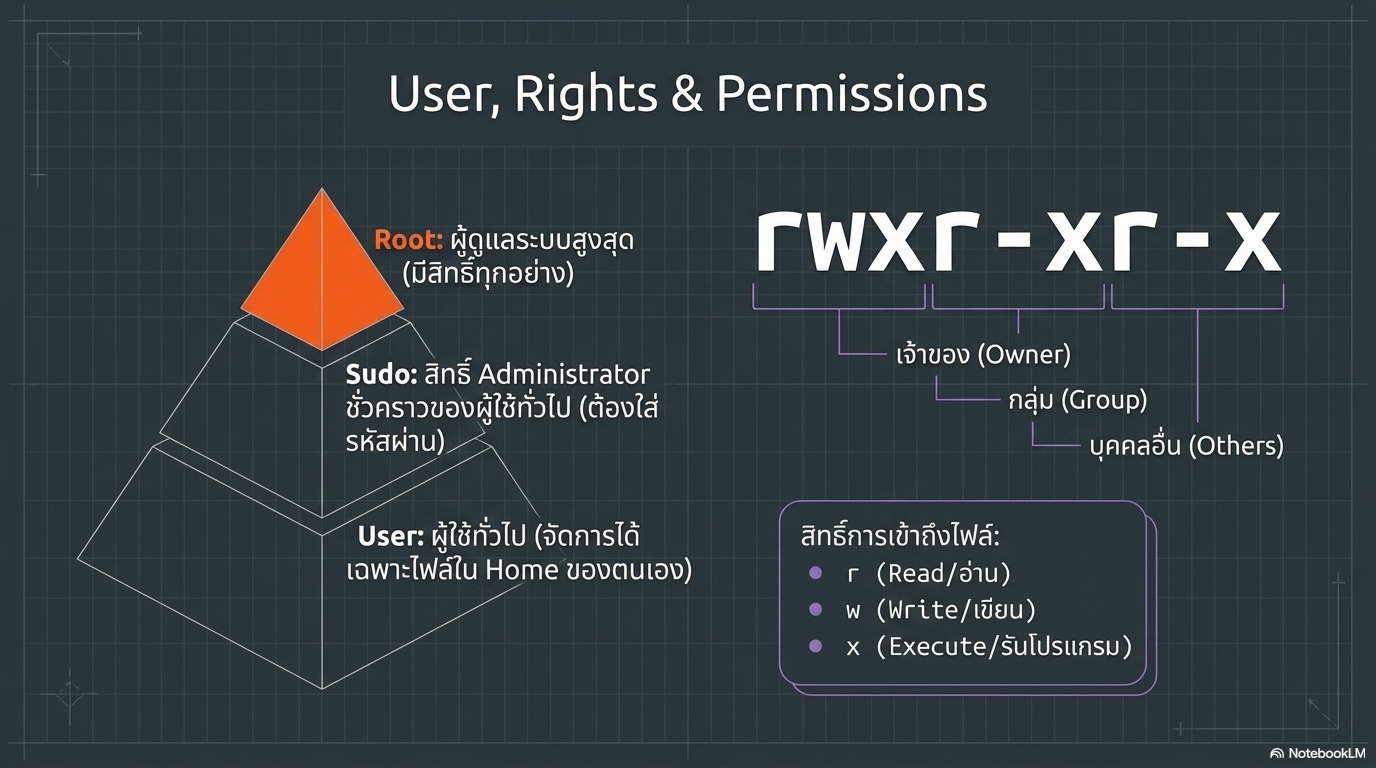 User, Rights & Permissions
Root: ผู้ดูแลระบบสูงสุด
(มีสิทธิ์ทุกอย่าง)
Sudo: สิทธิ์ Administrator
ชั่วคราวของผู้ใช้ทั่วไป (ต้องใส่
รหัสผ่าน)
User: ผู้ใช้ทั่วไป (จัดการได้
เฉพาะไฟล์ใน Home ของตนเอง)
rwxr-xr-x
เจ้าของ (Owner)
กลุ่ม (Group)
บุคคลอื่น (Others)
สิทธิ์การเข้าถึงไฟล์:
r (Read/อ่าน)
w (Write/เขียน)
x (Execute/รันโปรแกรม)
NotebookLM